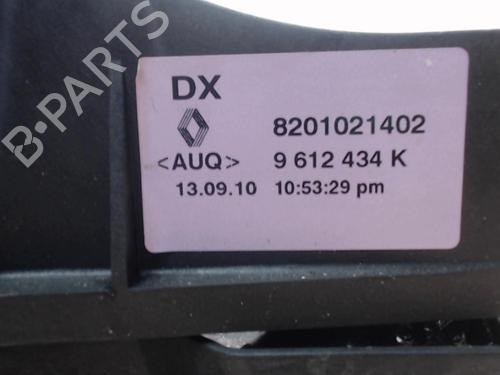 DX
8201021402
<AUQ> 9 612 434 K
13.09.10 10:53:29 pm
B-PARTS